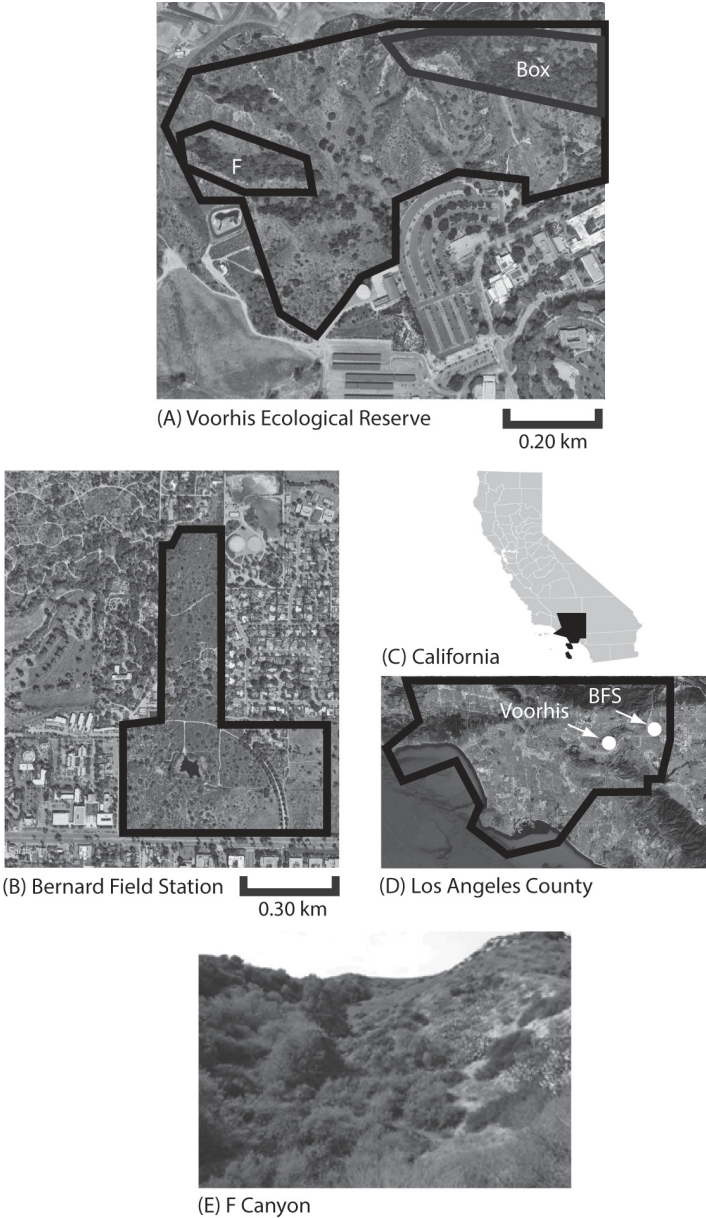 Box
F
(A) Voorhis Ecological Reserve
0.20 km
(B) Bernard Field Station
0.30 km
(C) California
BFS
Voorhis
(D) Los Angeles County
(E) F Canyon